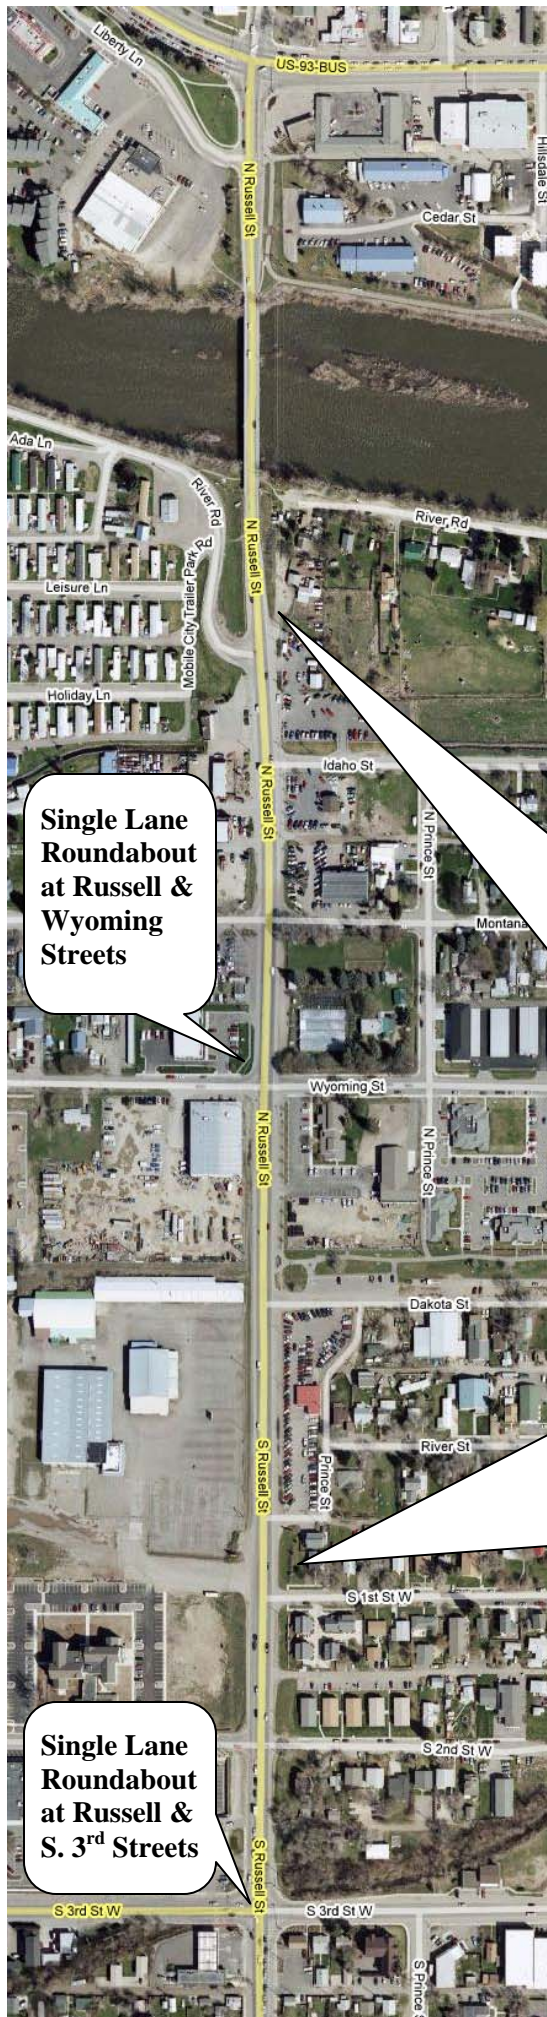 Liberty Ln
US-93-BUS
Hillsdale St
N Russell St
Cedar St
Ada Ln
River Rd
River Rd
N Russell St
Mobile City Trailer Park Rd
Leisure Ln
Holiday Ln
Idaho St
N Russell St
N Prince St
Single Lane
Roundabout
at Russell &
Wyoming
Streets
Montana
Wyoming St
N Russell St
N Prince St
Dakota St
River St
Prince St
S Russell St
S 1st St W
S 2nd St W
Single Lane
Roundabout
at Russell &
S. 3rd Streets
S Russell St
S 3rd St W
S 3rd St W
S Prince S